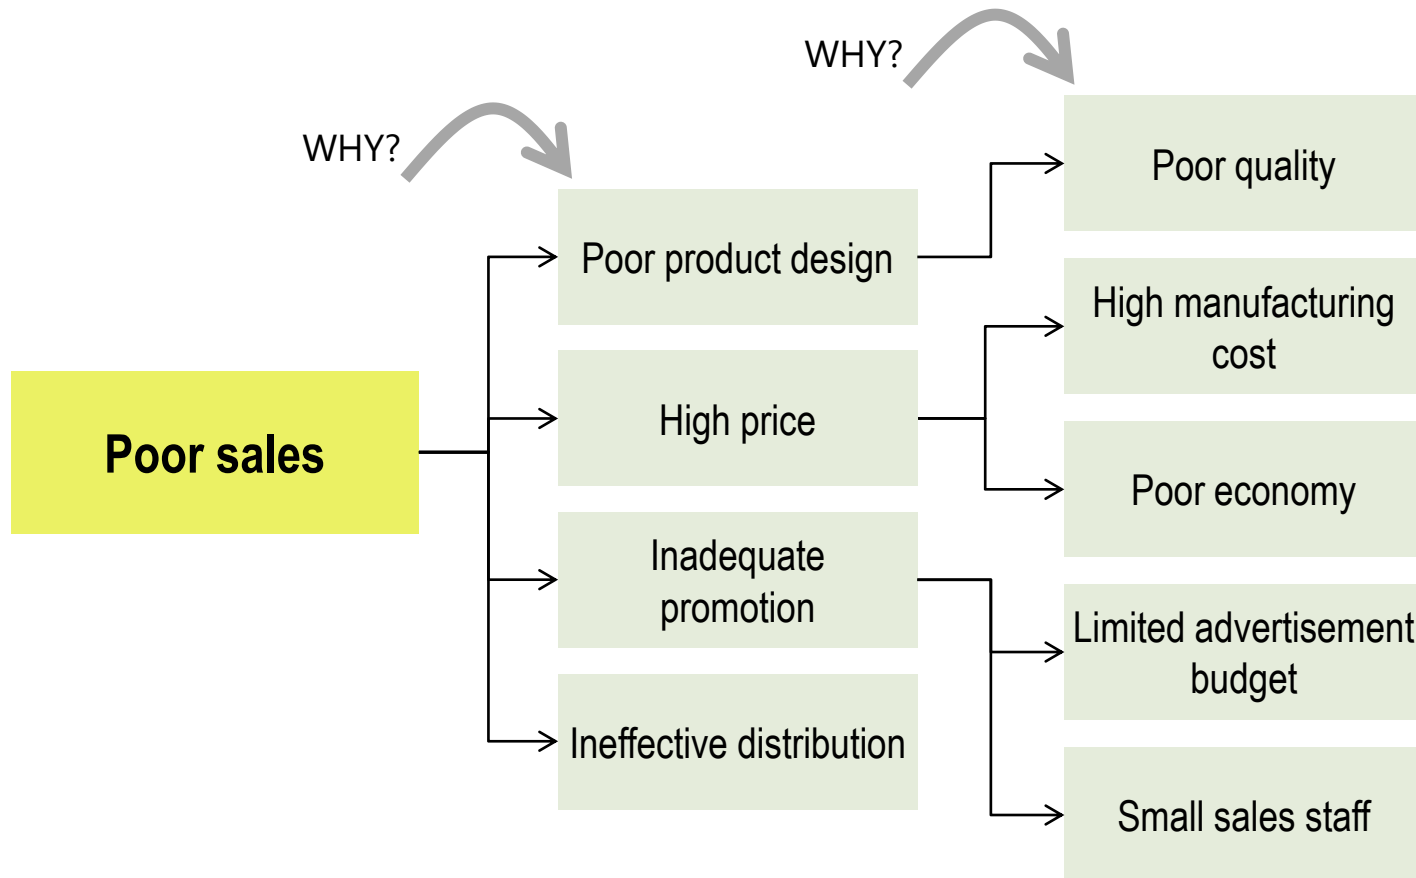 WHY?
WHY?
Poor sales
Poor product design
High price
Inadequate
promotion
Ineffective distribution
Poor quality
High manufacturing
cost
Poor economy
Limited advertisement
budget
Small sales staff